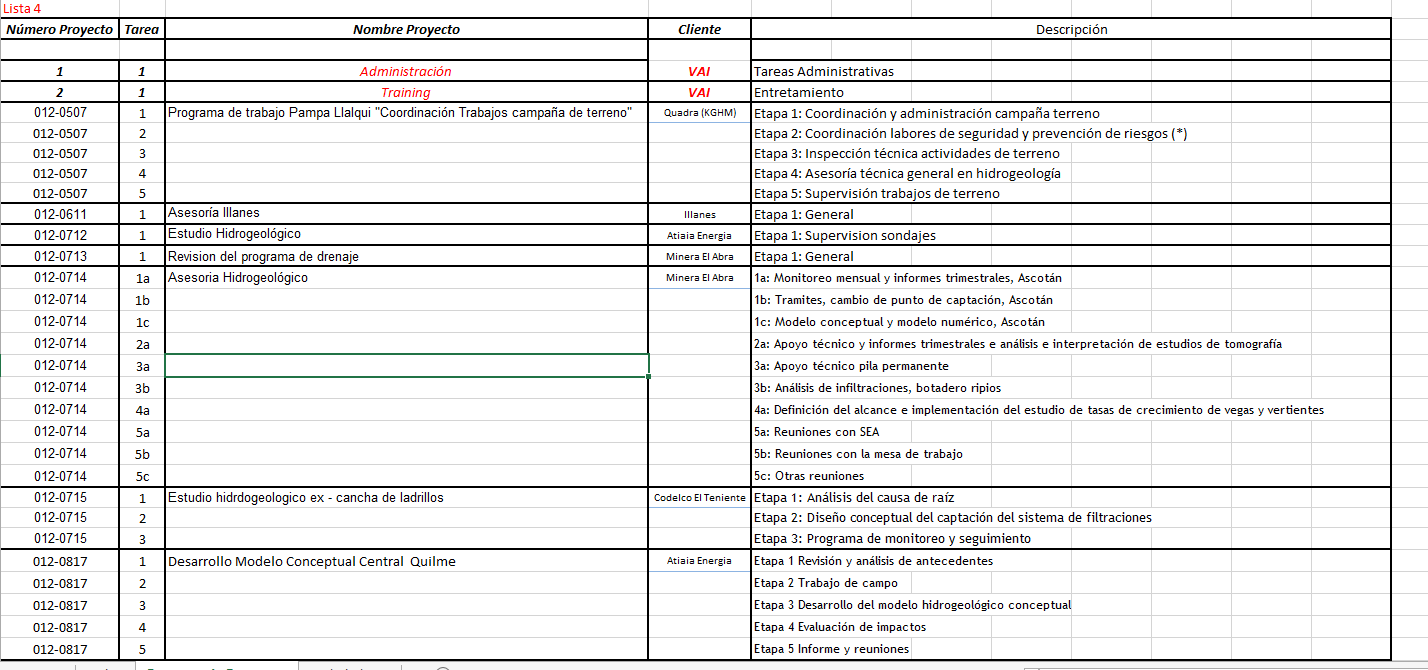 Lista 4
Número Proyecto Tarea Nombre Proyecto Cliente Descripción
1 1 Administración VAI Tareas Administrativas
2 1 Training VAI Entretamiento
012-0507 1 Programa de trabajo Pampa Llalqui "Coordinación Trabajos campaña de terreno" Quadra (KGHM) Etapa 1: Coordinación y administración campaña terreno
012-0507 2 Etapa 2: Coordinación labores de seguridad y prevención de riesgos (*)
012-0507 3 Etapa 3: Inspección técnica actividades de terreno
012-0507 4 Etapa 4: Asesoría técnica general en hidrogeología
012-0507 5 Etapa 5: Supervisión trabajos de terreno
012-0611 1 Asesoría Illanes Illanes Etapa 1: General
012-0712 1 Estudio Hidrogeológico Atiaia Energia Etapa 1: Supervision sondajes
012-0713 1 Revision del programa de drenaje Minera El Abra Etapa 1: General
012-0714 1a Asesoria Hidrogeológico Minera El Abra 1a: Monitoreo mensual y informes trimestrales, Ascotán
012-0714 1b 1b: Tramites, cambio de punto de captación, Ascotán
012-0714 1c 1c: Modelo conceptual y modelo numérico, Ascotán
012-0714 2a 2a: Apoyo técnico y informes trimestrales e análisis e interpretación de estudios de tomografía
012-0714 3a 3a: Apoyo técnico pila permanente
012-0714 3b 3b: Análisis de infiltraciones, botadero ripios
012-0714 4a 4a: Definición del alcance e implementación del estudio de tasas de crecimiento de vegas y vertientes
012-0714 5a 5a: Reuniones con SEA
012-0714 5b 5b: Reuniones con la mesa de trabajo
012-0714 5c 5c: Otras reuniones
012-0715 1 Estudio hidrdogeologico ex - cancha de ladrillos Codelco El Teniente Etapa 1: Análisis del causa de raíz
012-0715 2 Etapa 2: Diseño conceptual del captación del sistema de filtraciones
012-0715 3 Etapa 3: Programa de monitoreo y seguimiento
012-0817 1 Desarrollo Modelo Conceptual Central Quilme Atiaia Energia Etapa 1 Revisión y análisis de antecedentes
012-0817 2 Etapa 2 Trabajo de campo
012-0817 3 Etapa 3 Desarrollo del modelo hidrogeológico conceptual
012-0817 4 Etapa 4 Evaluación de impactos
012-0817 5 Etapa 5 Informe y reuniones